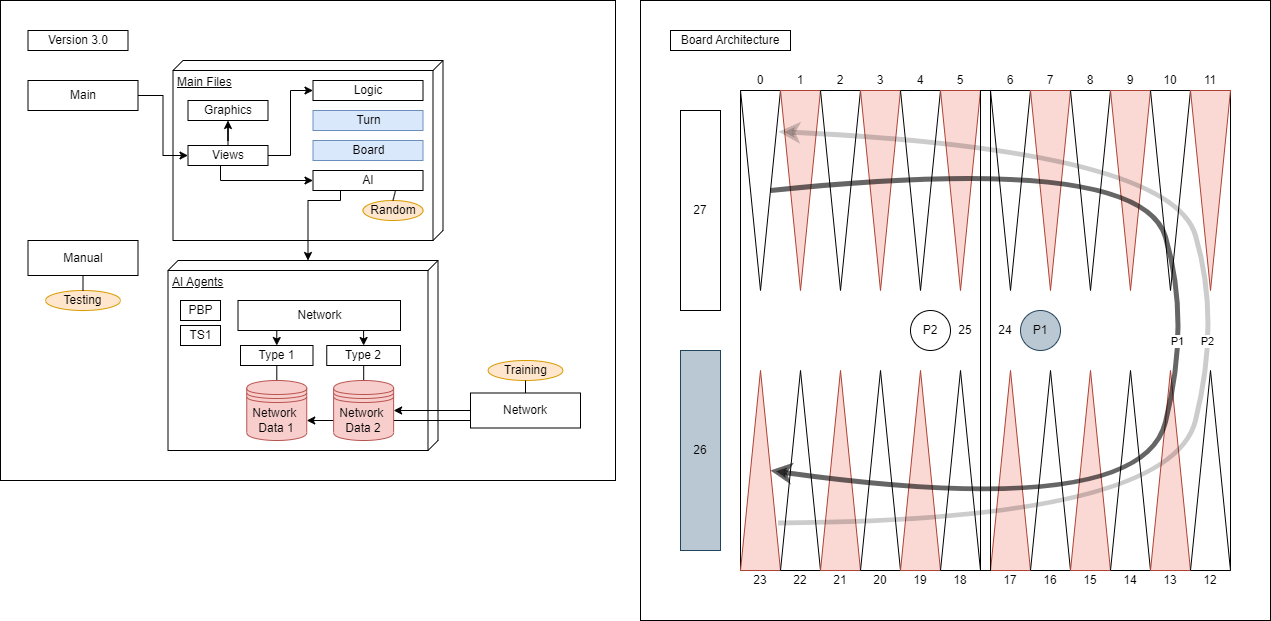 Version 3.0
Main
Main Files
Graphics
Views
Logic
Turn
Board
AI
Random
Manual
Testing
AI Agents
PBP
TS1
Network
Type 1
Type 2
Network
Data 1
Network
Data 2
Training
Network
Board Architecture
0 1 2 3 4 5 6 7 8 9 10 11
27
P2 25 24 P1
P1 P2
26
23 22 21 20 19 18 17 16 15 14 13 12